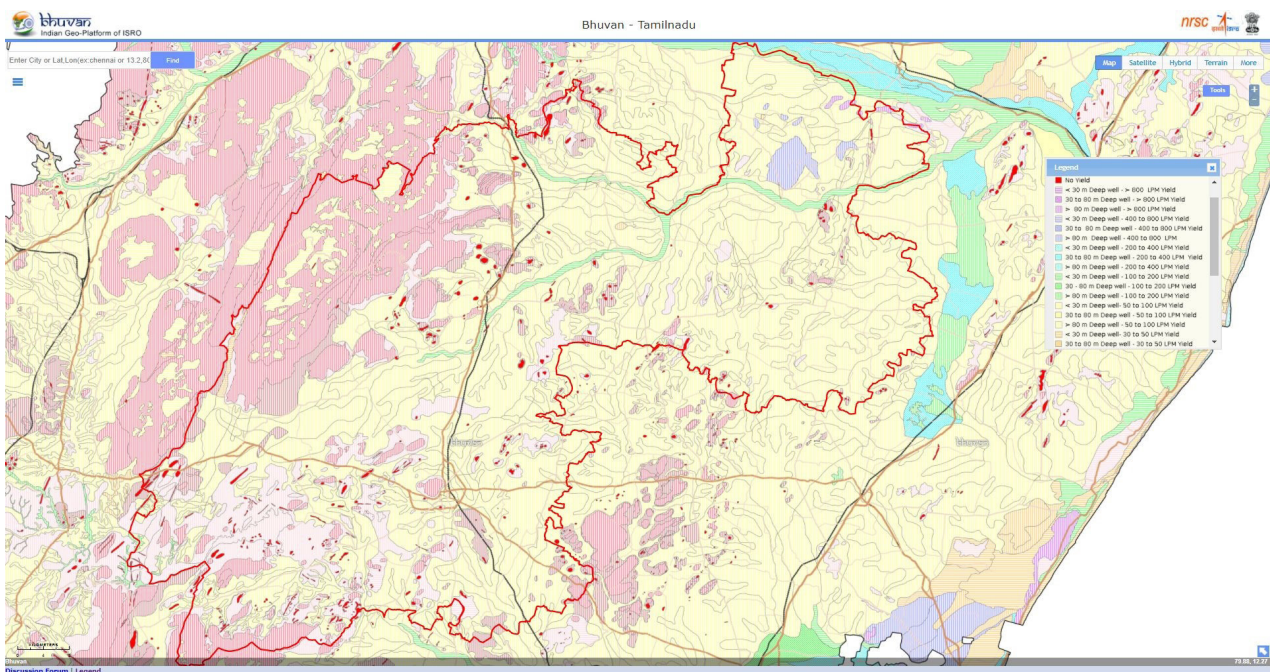 bhuvan
Indian Geo-Platform of ISRO
Bhuvan - Tamilnadu
nrsc
इसरो isro
Enter City or Lat,Lon(ex:chennai or 13.2,80
Find
Map
Satellite
Hybrid
Terrain
More
Tools
+
-
Legend
No Yield
< 30 m Deep well - > 800 LPM Yield
30 to 80 m Deep well - > 800 LPM Yield
> 80 m Deep well - > 800 LPM Yield
< 30 m Deep well - 400 to 800 LPM Yield
30 to 80 m Deep well - 400 to 800 LPM Yield
> 80 m Deep well - 400 to 800 LPM
< 30 m Deep well - 200 to 400 LPM Yield
30 to 80 m Deep well - 200 to 400 LPM Yield
> 80 m Deep well - 200 to 400 LPM Yield
< 30 m Deep well - 100 to 200 LPM Yield
30 - 80 m Deep well - 100 to 200 LPM Yield
> 80 m Deep well - 100 to 200 LPM Yield
< 30 m Deep well- 50 to 100 LPM Yield
30 to 80 m Deep well - 50 to 100 LPM Yield
> 80 m Deep well - 50 to 100 LPM Yield
< 30 m Deep well- 30 to 50 LPM Yield
30 to 80 m Deep well - 30 to 50 LPM Yield
bhuvan
bhuvan
Bhuvan
79.88, 12.27
Discussion Forum | Legend